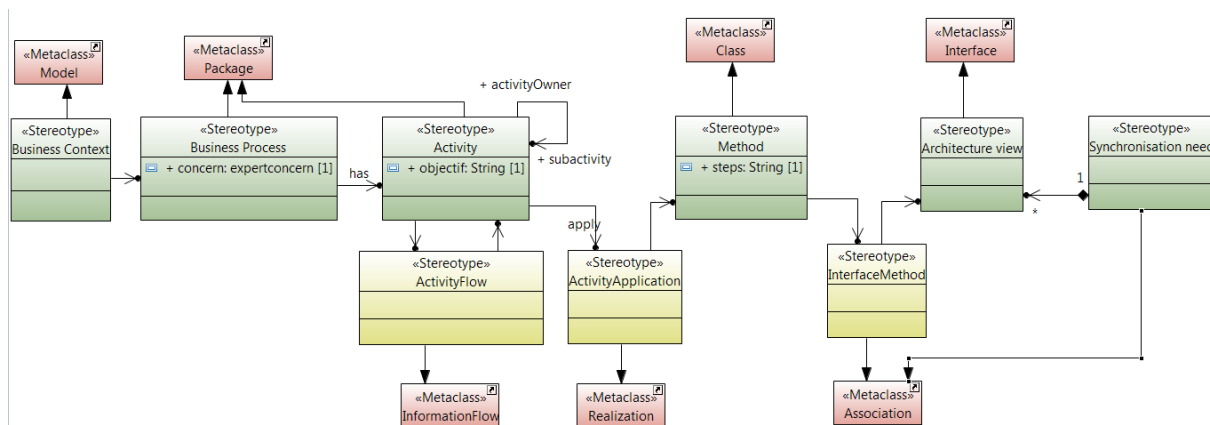 «Metaclass»
Model
«Metaclass»
Package
«Metaclass»
Class
«Metaclass»
Interface
+ activityOwner
+ subactivity
«Stereotype»
Business Context
«Stereotype»
Business Process
+ concern: expertconcern [1]
has
«Stereotype»
Activity
+ objectif: String [1]
apply
«Stereotype»
Method
+ steps: String [1]
«Stereotype»
Architecture view
«Stereotype»
Synchronisation need
1
*
«Stereotype»
ActivityFlow
«Stereotype»
ActivityApplication
«Stereotype»
InterfaceMethod
«Metaclass»
InformationFlow
«Metaclass»
Realization
«Metaclass»
Association